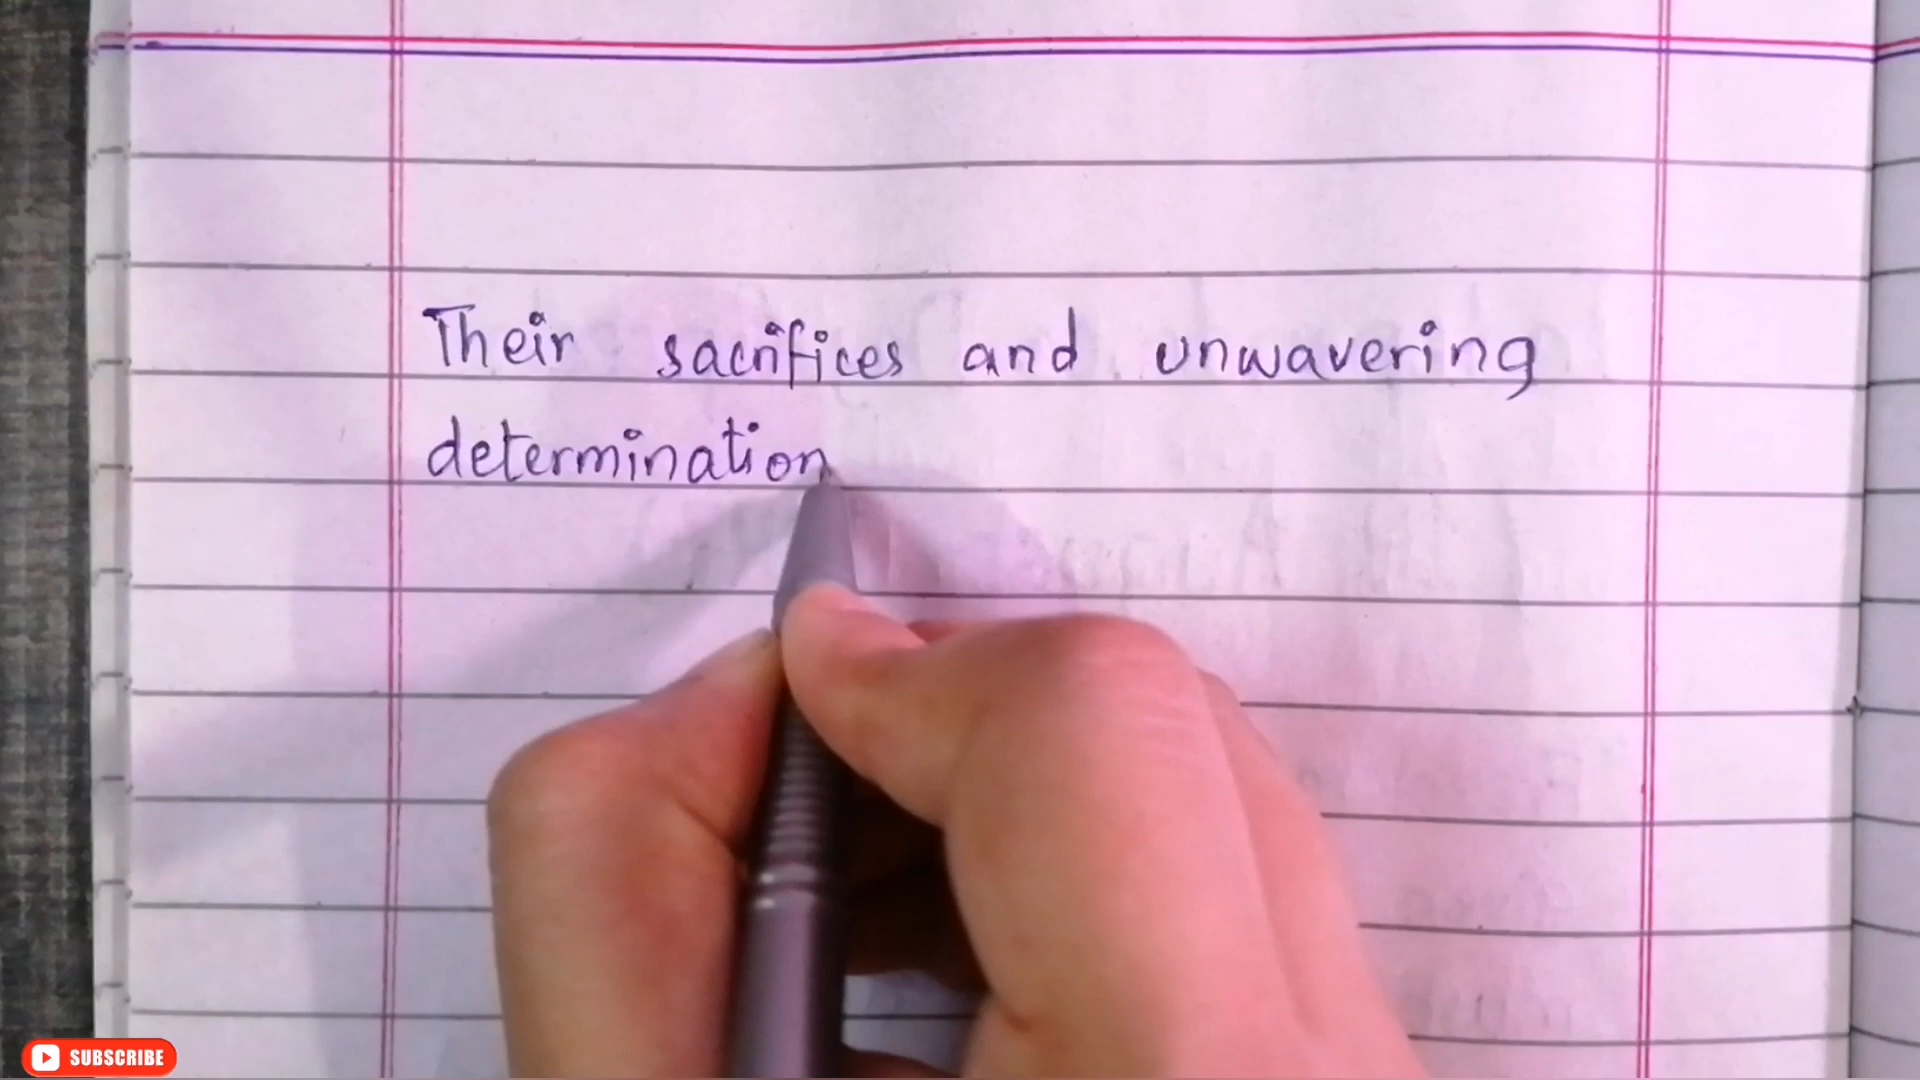 Their sacrifices and unwavering
determination
SUBSCRIBE